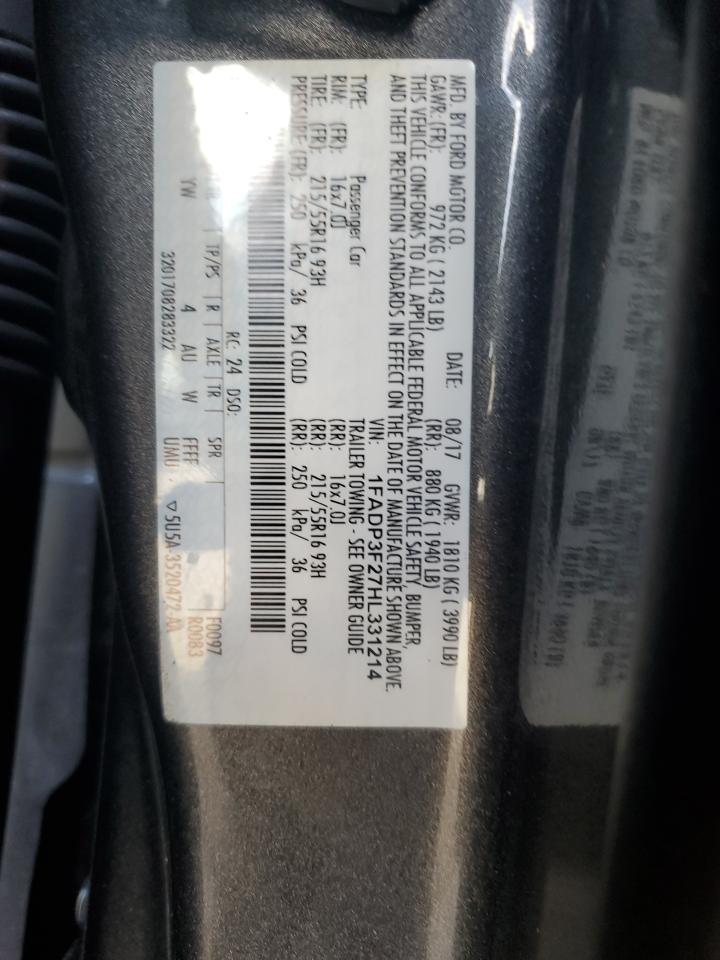 MFD. BY FORD MOTOR CO.
DATE: 08/17 GVWR: 1810 KG ( 3990 LB)
GAWR: (FR): 972 KG ( 2143 LB) (RR): 880 KG ( 1940 LB)
THIS VEHICLE CONFORMS TO ALL APPLICABLE FEDERAL MOTOR VEHICLE SAFETY, BUMPER,
AND THEFT PREVENTION STANDARDS IN EFFECT ON THE DATE OF MANUFACTURE SHOWN ABOVE.
VIN: 1FADP3F27HL331214
TYPE: Passenger Car TRAILER TOWING - SEE OWNER GUIDE
RIM: (FR): 16x7.0J (RR): 16x7.0J
TIRE: (FR): 215/55R16 93H (RR): 215/55R16 93H
PRESSURE: (FR): 250 kPa/ 36 PSI COLD (RR): 250 kPa/ 36 PSI COLD
RC: 24 DSO: F0097
TP/PS R AXLE TR SPR R0083
YW 4 AU W FFFF
UMU
3201708283322 ▽5U5A-3520472-AA